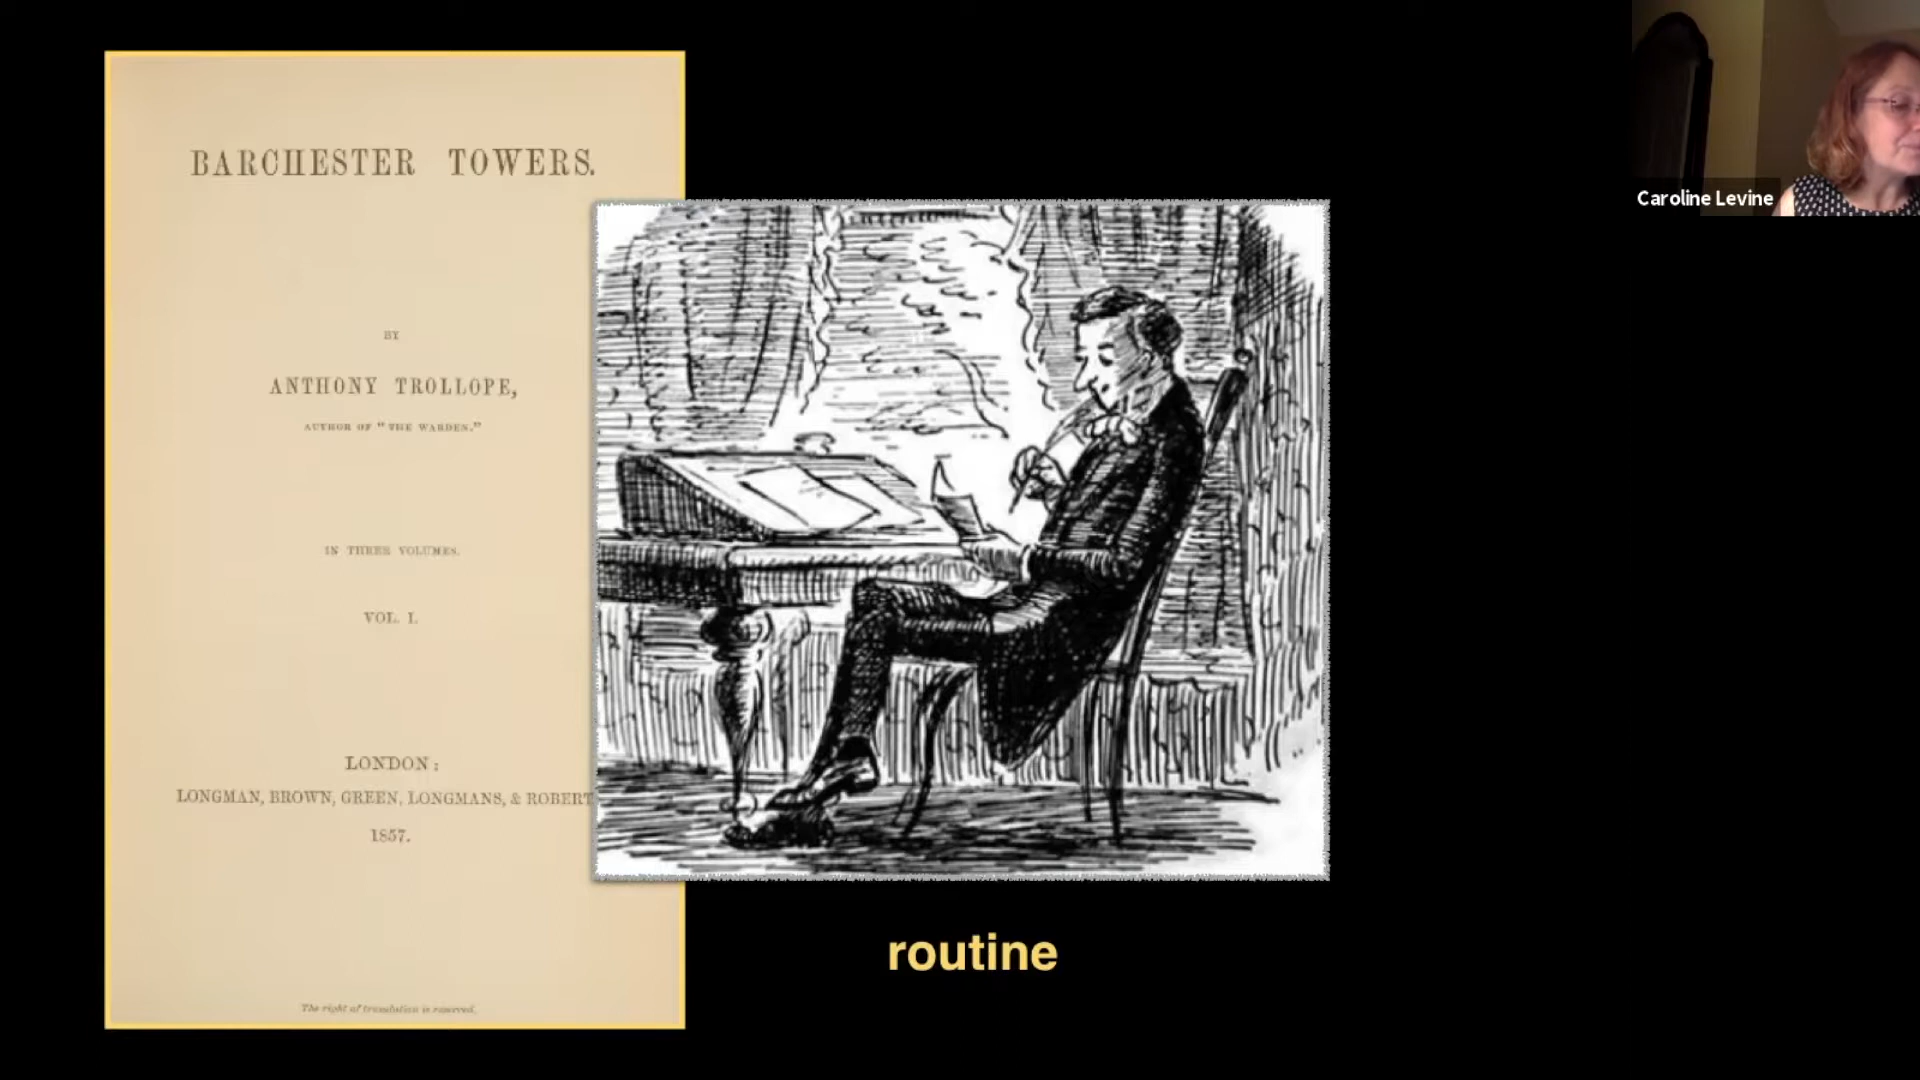 BARCHESTER TOWERS.
BY
ANTHONY TROLLOPE,
AUTHOR OF "THE WARDEN."
IN THREE VOLUMES.
VOL. I.
LONDON:
LONGMAN, BROWN, GREEN, LONGMANS, & ROBERT
1857.
The right of translation is reserved.
routine
Caroline Levine